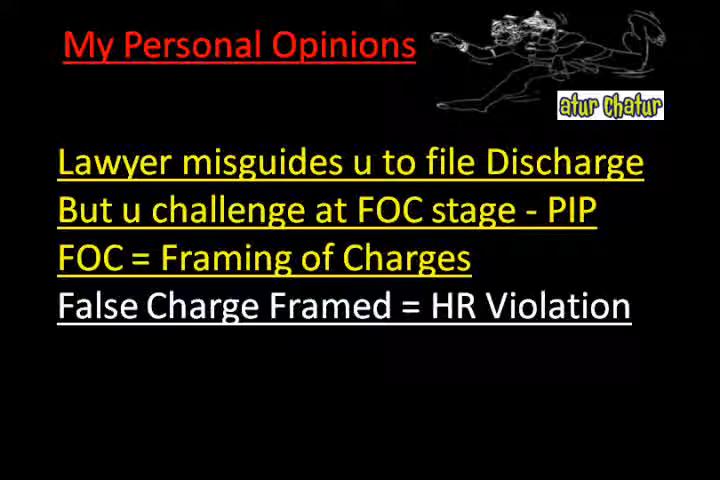 My Personal Opinions
atur chatur
Lawyer misguides u to file Discharge
But u challenge at FOC stage - PIP
FOC = Framing of Charges
False Charge Framed = HR Violation